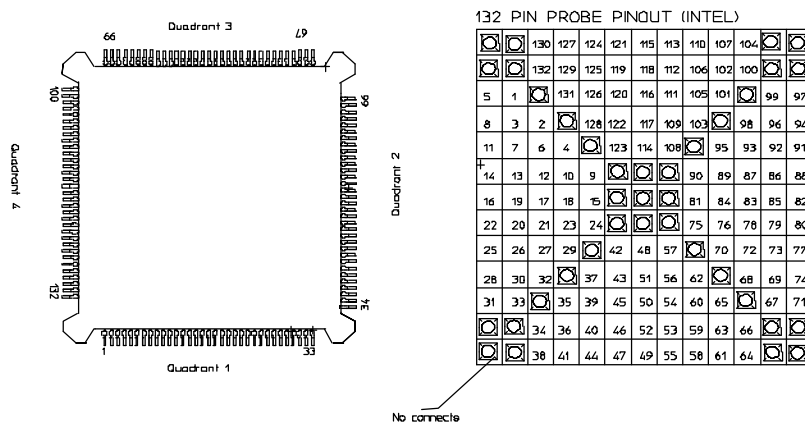 Quadrant 3
99
67
100
66
Quadrant 4
Quadrant 2
132
34
1
33
Quadrant 1
132 PIN PROBE PINOUT (INTEL)
130 127 124 121 115 113 110 107 104
132 129 125 119 118 112 106 102 100
5 1 131 126 120 116 111 105 101 99 97
8 3 2 128 122 117 109 103 98 96 94
11 7 6 4 123 114 108 95 93 92 91
14 13 12 10 9 90 89 87 86 88
16 19 17 18 15 81 84 83 85 82
22 20 21 23 24 75 76 78 79 80
25 26 27 29 42 48 57 70 72 73 77
28 30 32 37 43 51 56 62 68 69 74
31 33 35 39 45 50 54 60 65 67 71
34 36 40 46 52 53 59 63 66
38 41 44 47 49 55 58 61 64
No connects